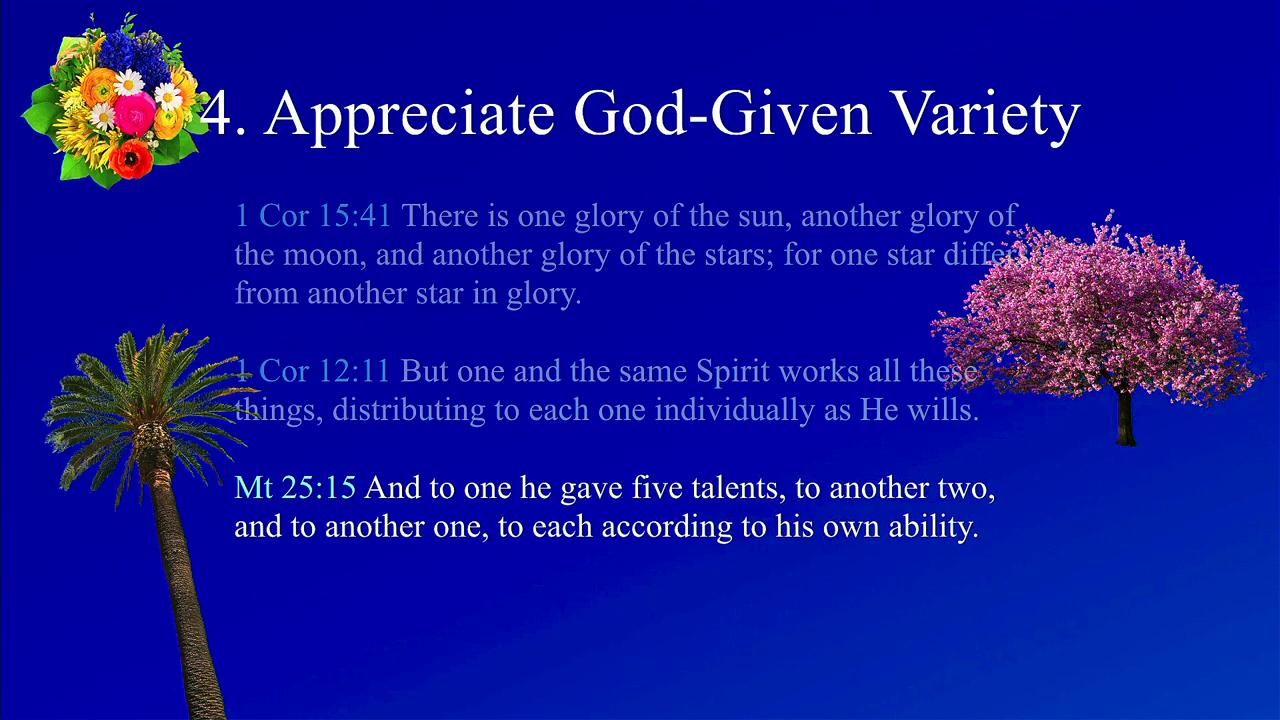 4. Appreciate God-Given Variety
1 Cor 15:41 There is one glory of the sun, another glory of
the moon, and another glory of the stars; for one star differs
from another star in glory.
1 Cor 12:11 But one and the same Spirit works all these
things, distributing to each one individually as He wills.
Mt 25:15 And to one he gave five talents, to another two,
and to another one, to each according to his own ability.